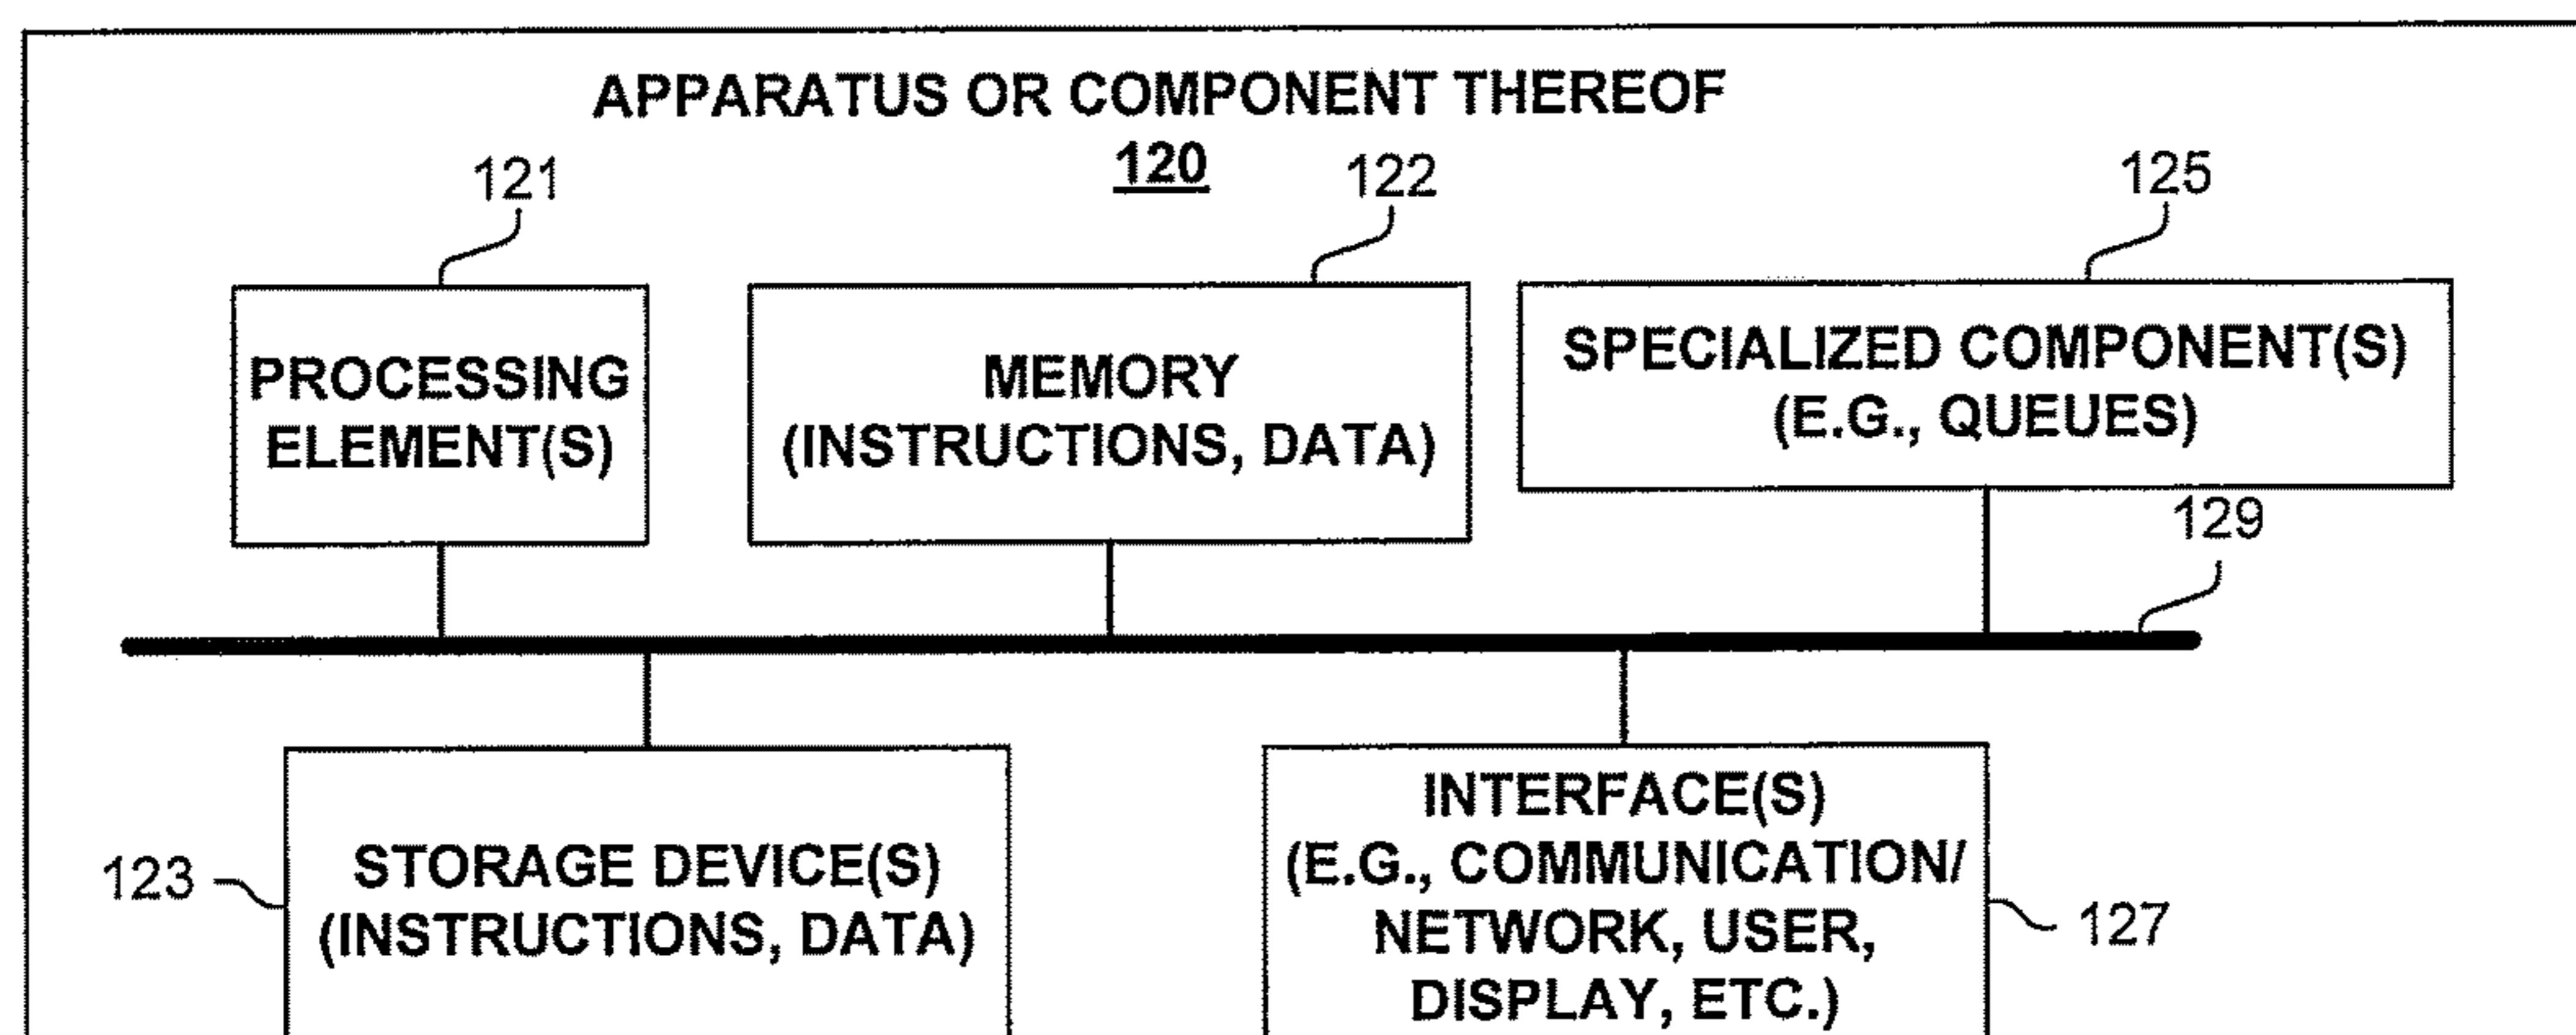 APPARATUS OR COMPONENT THEREOF
120
121
122
125
PROCESSING
ELEMENT(S)
MEMORY
(INSTRUCTIONS, DATA)
SPECIALIZED COMPONENT(S)
(E.G., QUEUES)
129
123
STORAGE DEVICE(S)
(INSTRUCTIONS, DATA)
INTERFACE(S)
(E.G., COMMUNICATION/
NETWORK, USER,
DISPLAY, ETC.)
127